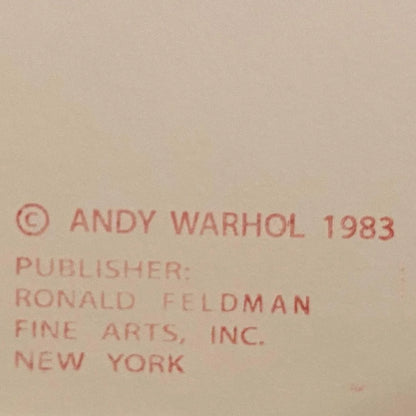 © ANDY WARHOL 1983
PUBLISHER:
RONALD FELDMAN
FINE ARTS, INC.
NEW YORK